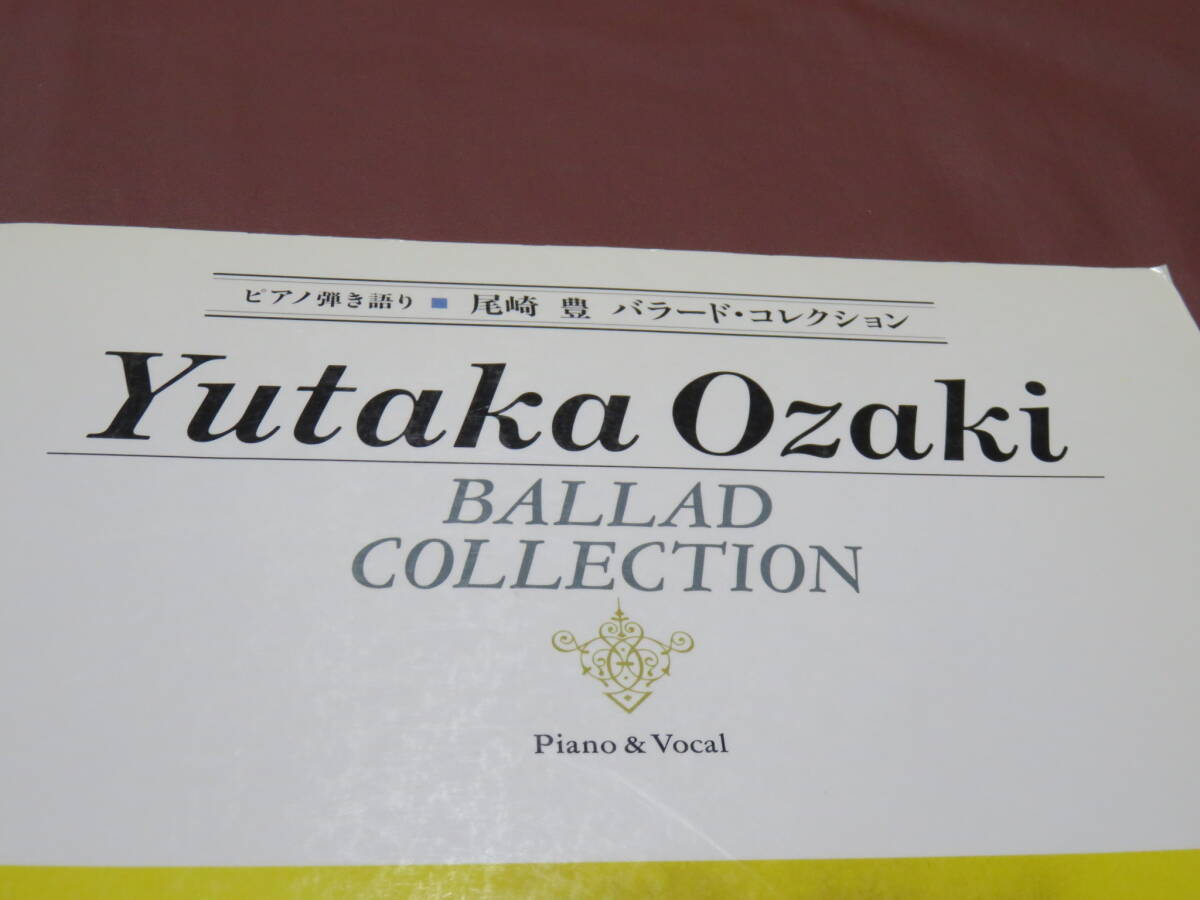 ピアノ弾き語り ■ 尾崎 豊 バラード・コレクション
Yutaka Ozaki
BALLAD
COLLECTION
Piano & Vocal